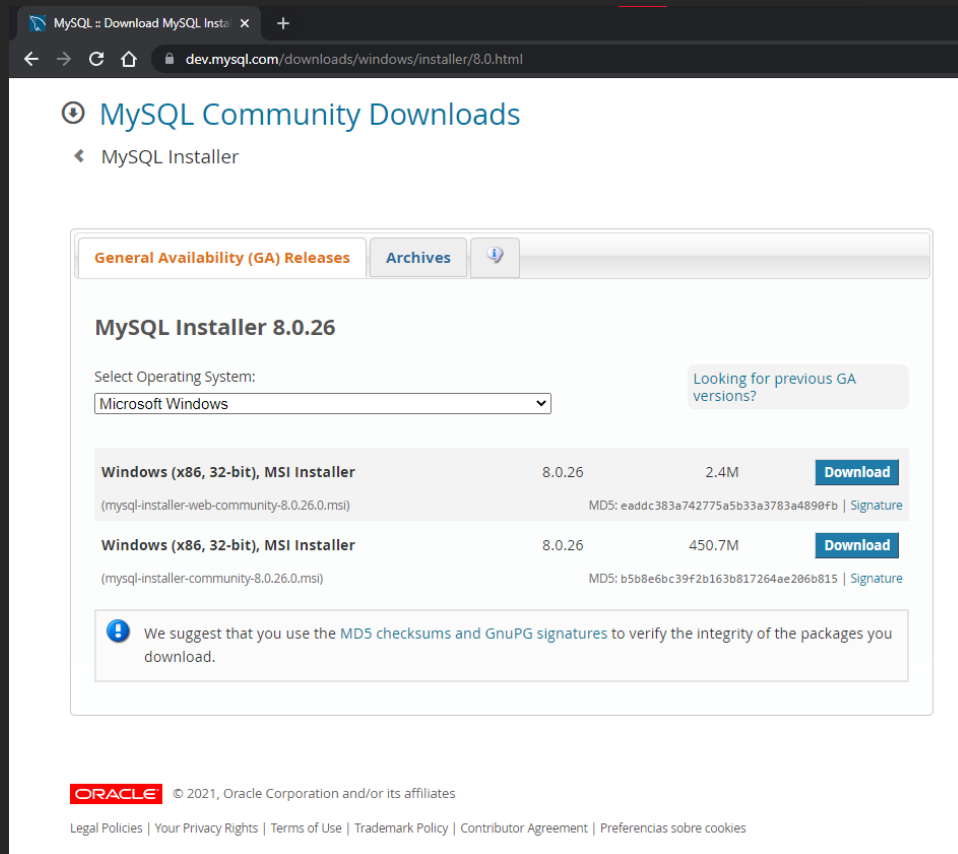 MySQL :: Download MySQL Insta
dev.mysql.com/downloads/windows/installer/8.0.html
MySQL Community Downloads
MySQL Installer
General Availability (GA) Releases
Archives
MySQL Installer 8.0.26
Select Operating System:
Looking for previous GA
versions?
Microsoft Windows
Windows (x86, 32-bit), MSI Installer 8.0.26 2.4M Download
(mysql-installer-web-community-8.0.26.0.msi) MD5: eaddc383a742775a5b33a3783a4890fb | Signature
Windows (x86, 32-bit), MSI Installer 8.0.26 450.7M Download
(mysql-installer-community-8.0.26.0.msi) MD5: b5b8e6bc39f2b163b817264ae206b815 | Signature
We suggest that you use the MD5 checksums and GnuPG signatures to verify the integrity of the packages you
download.
ORACLE © 2021, Oracle Corporation and/or its affiliates
Legal Policies | Your Privacy Rights | Terms of Use | Trademark Policy | Contributor Agreement | Preferencias sobre cookies